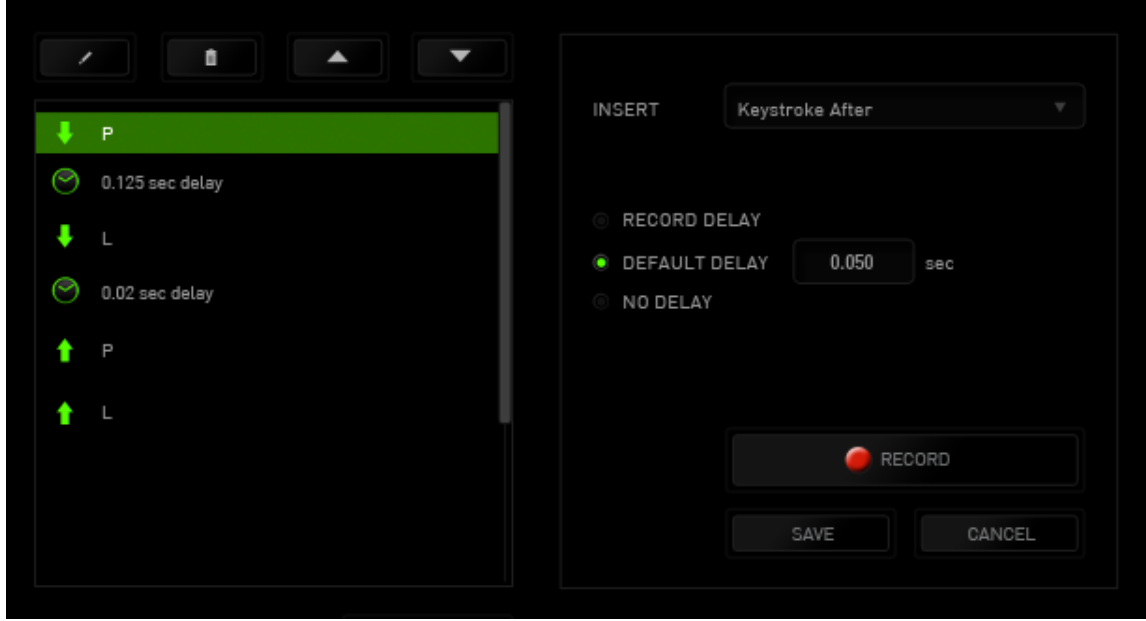 P
0.125 sec delay
L
0.02 sec delay
P
L
INSERT Keystroke After
RECORD DELAY
DEFAULT DELAY 0.050 sec
NO DELAY
RECORD
SAVE CANCEL